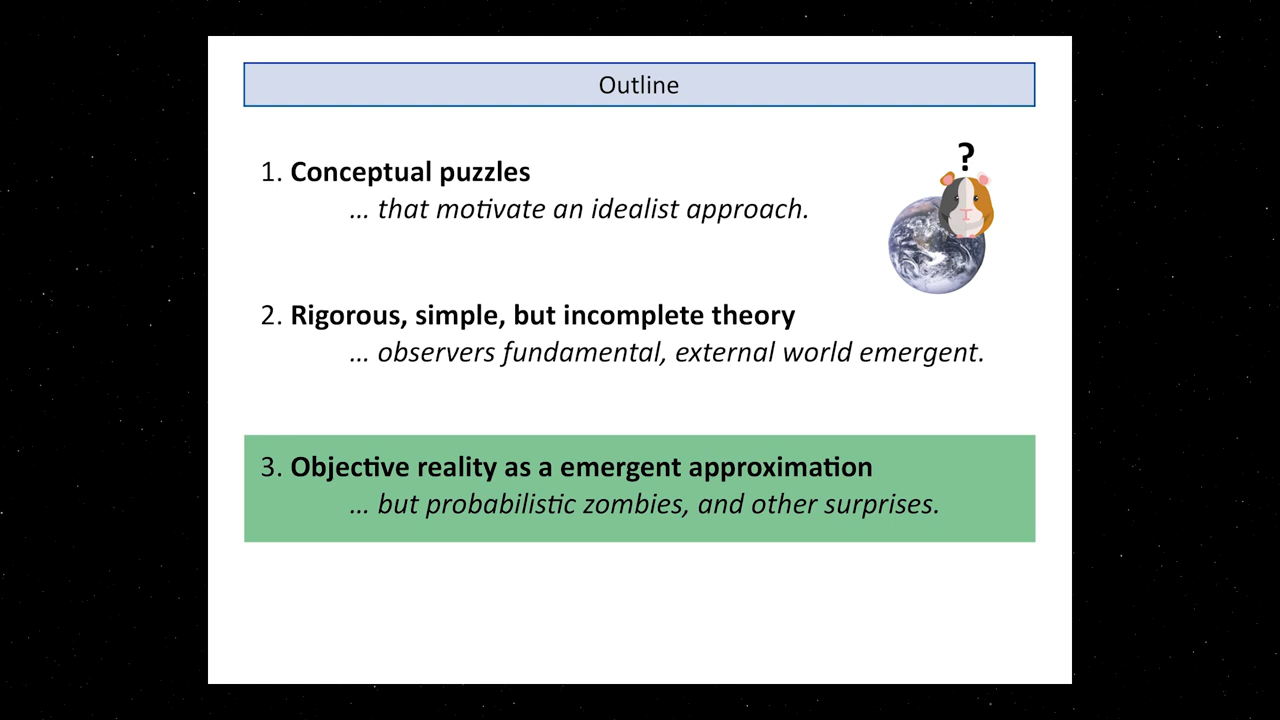 Outline
1. Conceptual puzzles
... that motivate an idealist approach.
?
2. Rigorous, simple, but incomplete theory
... observers fundamental, external world emergent.
3. Objective reality as a emergent approximation
... but probabilistic zombies, and other surprises.